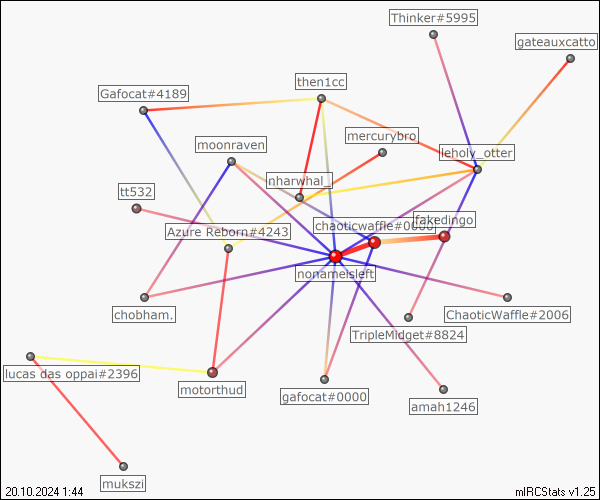 Thinker#5995
gateauxcatto
then1cc
Gafocat#4189
mercurybro
moonraven
leholy_otter
nharwhal_
tt532
chaoticwaffle#0000
fakedingo
Azure Reborn#4243
nonameisleft
chobham.
ChaoticWaffle#2006
TripleMidget#8824
lucas das oppai#2396
motorthud
gafocat#0000
amah1246
mukszi
20.10.2024 1:44
mIRCStats v1.25